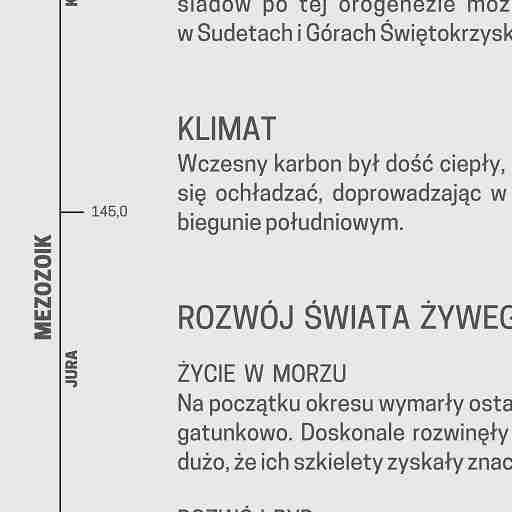 śladów po tej orogenezie moż
w Sudetach i Górach Świętokrzysk
KLIMAT
Wczesny karbon był dość ciepły,
się ochładzać, doprowadzając w
biegunie południowym.
145,0
MEZOZOIK
JURA
ROZWÓJ ŚWIATA ŻYWEG
ŻYCIE W MORZU
Na początku okresu wymarły osta
gatunkowo. Doskonale rozwinęły
dużo, że ich szkielety zyskały znac